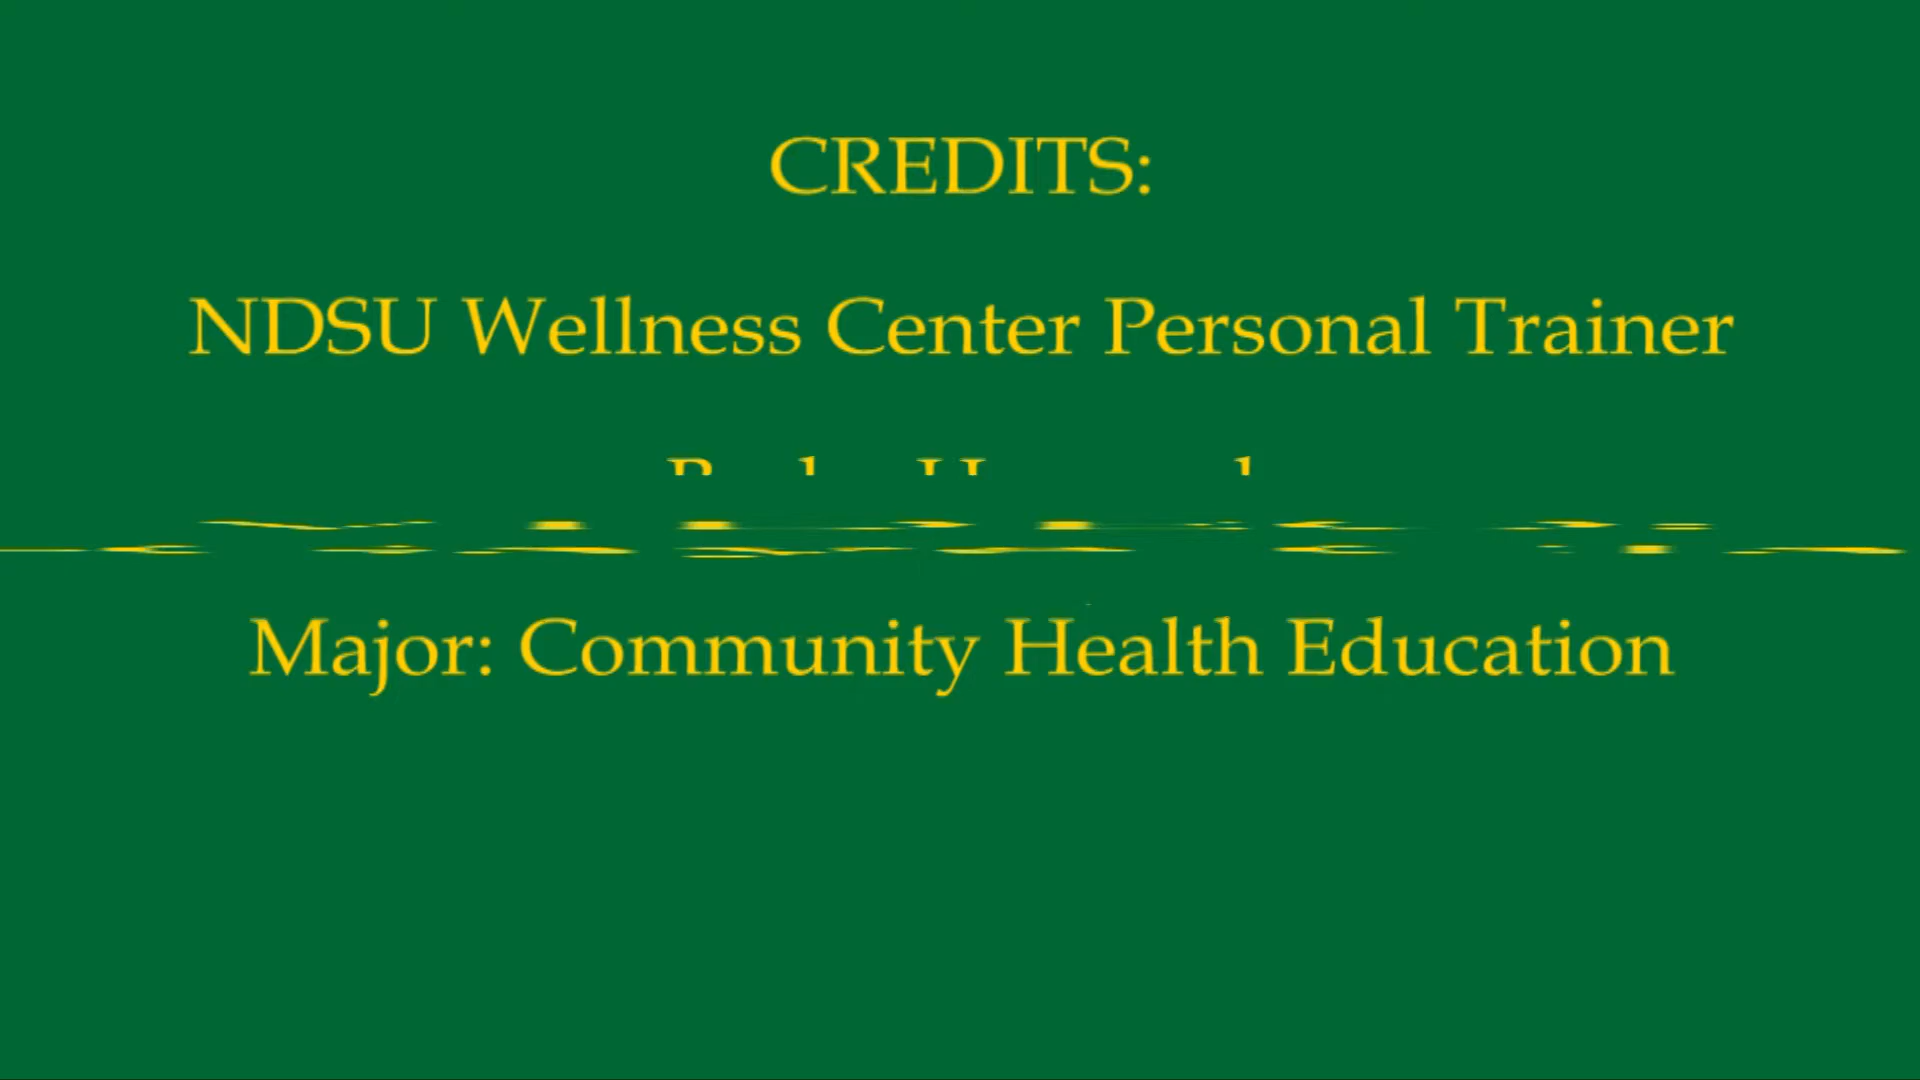 CREDITS:
NDSU Wellness Center Personal Trainer
Major: Community Health Education